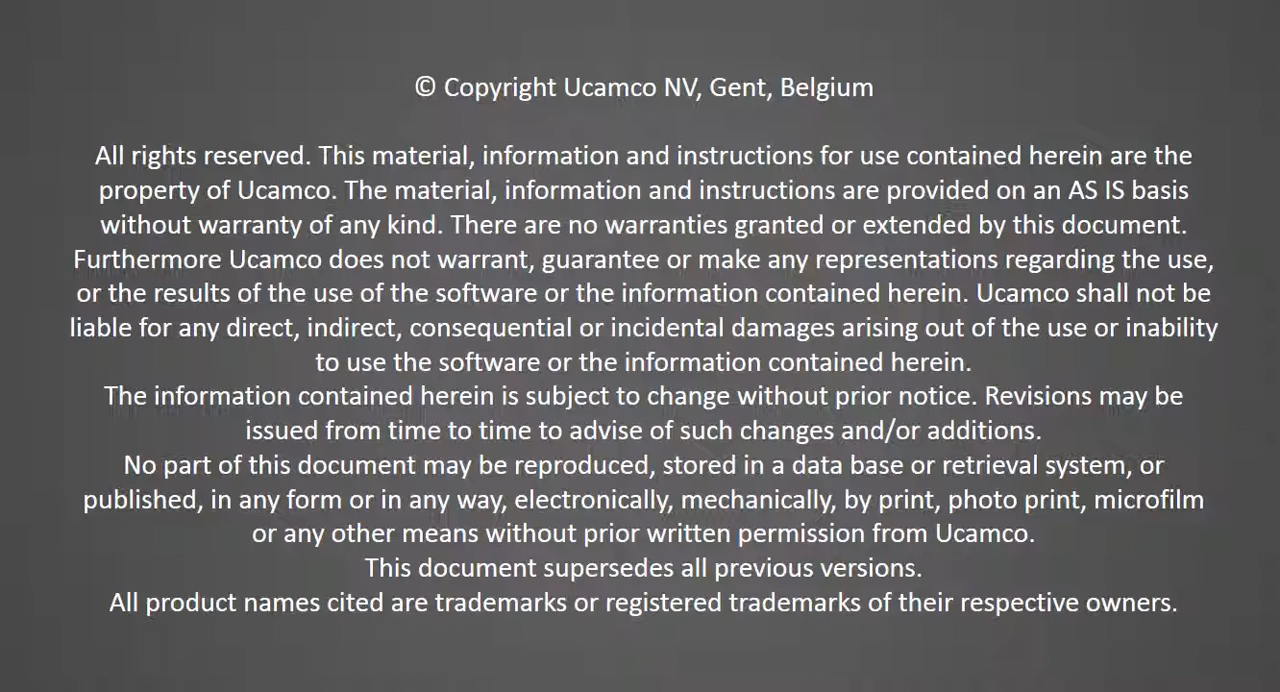 © Copyright Ucamco NV, Gent, Belgium
All rights reserved. This material, information and instructions for use contained herein are the
property of Ucamco. The material, information and instructions are provided on an AS IS basis
without warranty of any kind. There are no warranties granted or extended by this document.
Furthermore Ucamco does not warrant, guarantee or make any representations regarding the use,
or the results of the use of the software or the information contained herein. Ucamco shall not be
liable for any direct, indirect, consequential or incidental damages arising out of the use or inability
to use the software or the information contained herein.
The information contained herein is subject to change without prior notice. Revisions may be
issued from time to time to advise of such changes and/or additions.
No part of this document may be reproduced, stored in a data base or retrieval system, or
published, in any form or in any way, electronically, mechanically, by print, photo print, microfilm
or any other means without prior written permission from Ucamco.
This document supersedes all previous versions.
All product names cited are trademarks or registered trademarks of their respective owners.